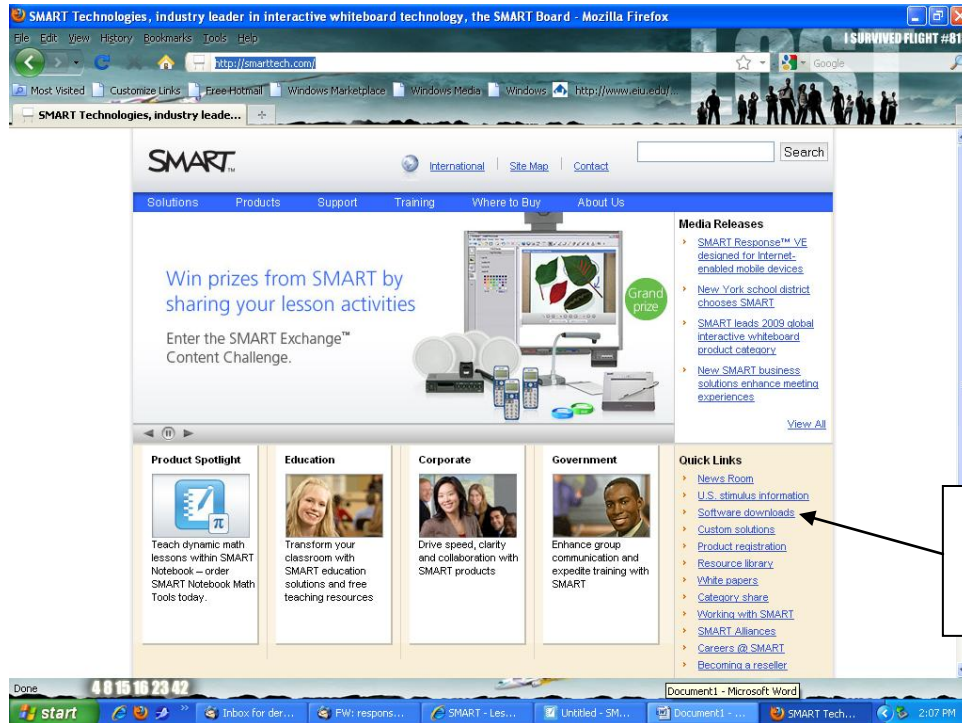 SMART Technologies, industry leader in interactive whiteboard technology, the SMART Board - Mozilla Firefox
File Edit View History Bookmarks Tools Help
I SURVIVED FLIGHT #81
http://smarttech.com/
Google
Most Visited Customize Links Free Hotmail Windows Marketplace Windows Media Windows http://www.eiu.edu/...
SMART Technologies, industry leade...
SMART™
International Site Map Contact
Search
Solutions Products Support Training Where to Buy About Us
Win prizes from SMART by
sharing your lesson activities
Enter the SMART Exchange™
Content Challenge.
Grand
prize
Media Releases
SMART Response™ VE
designed for Internet-
enabled mobile devices
New York school district
chooses SMART
SMART leads 2009 global
interactive whiteboard
product category
New SMART business
solutions enhance meeting
experiences
View All
Product Spotlight
π
Teach dynamic math
lessons within SMART
Notebook – order
SMART Notebook Math
Tools today.
Education
Transform your
classroom with
SMART education
solutions and free
teaching resources
Corporate
Drive speed, clarity
and collaboration with
SMART products
Government
Enhance group
communication and
expedite training with
SMART
Quick Links
News Room
U.S. stimulus information
Software downloads
Custom solutions
Product registration
Resource library
White papers
Category share
Working with SMART
SMART Alliances
Careers @ SMART
Becoming a reseller
Done
4 8 15 16 23 42
Document1 - Microsoft Word
start
Inbox for der...
FW: respons...
SMART - Les...
Untitled - SM...
Document1 - ...
SMART Tech...
2:07 PM